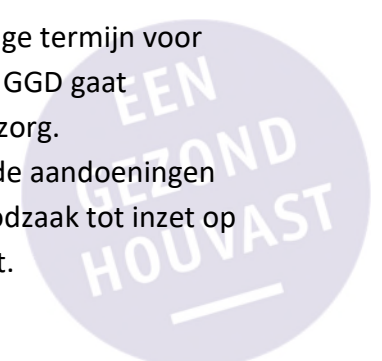 ge termijn voor
GGD gaat
zorg.
de aandoeningen
odzaak tot inzet op
t.
EEN
GEZOND
HOUVAST